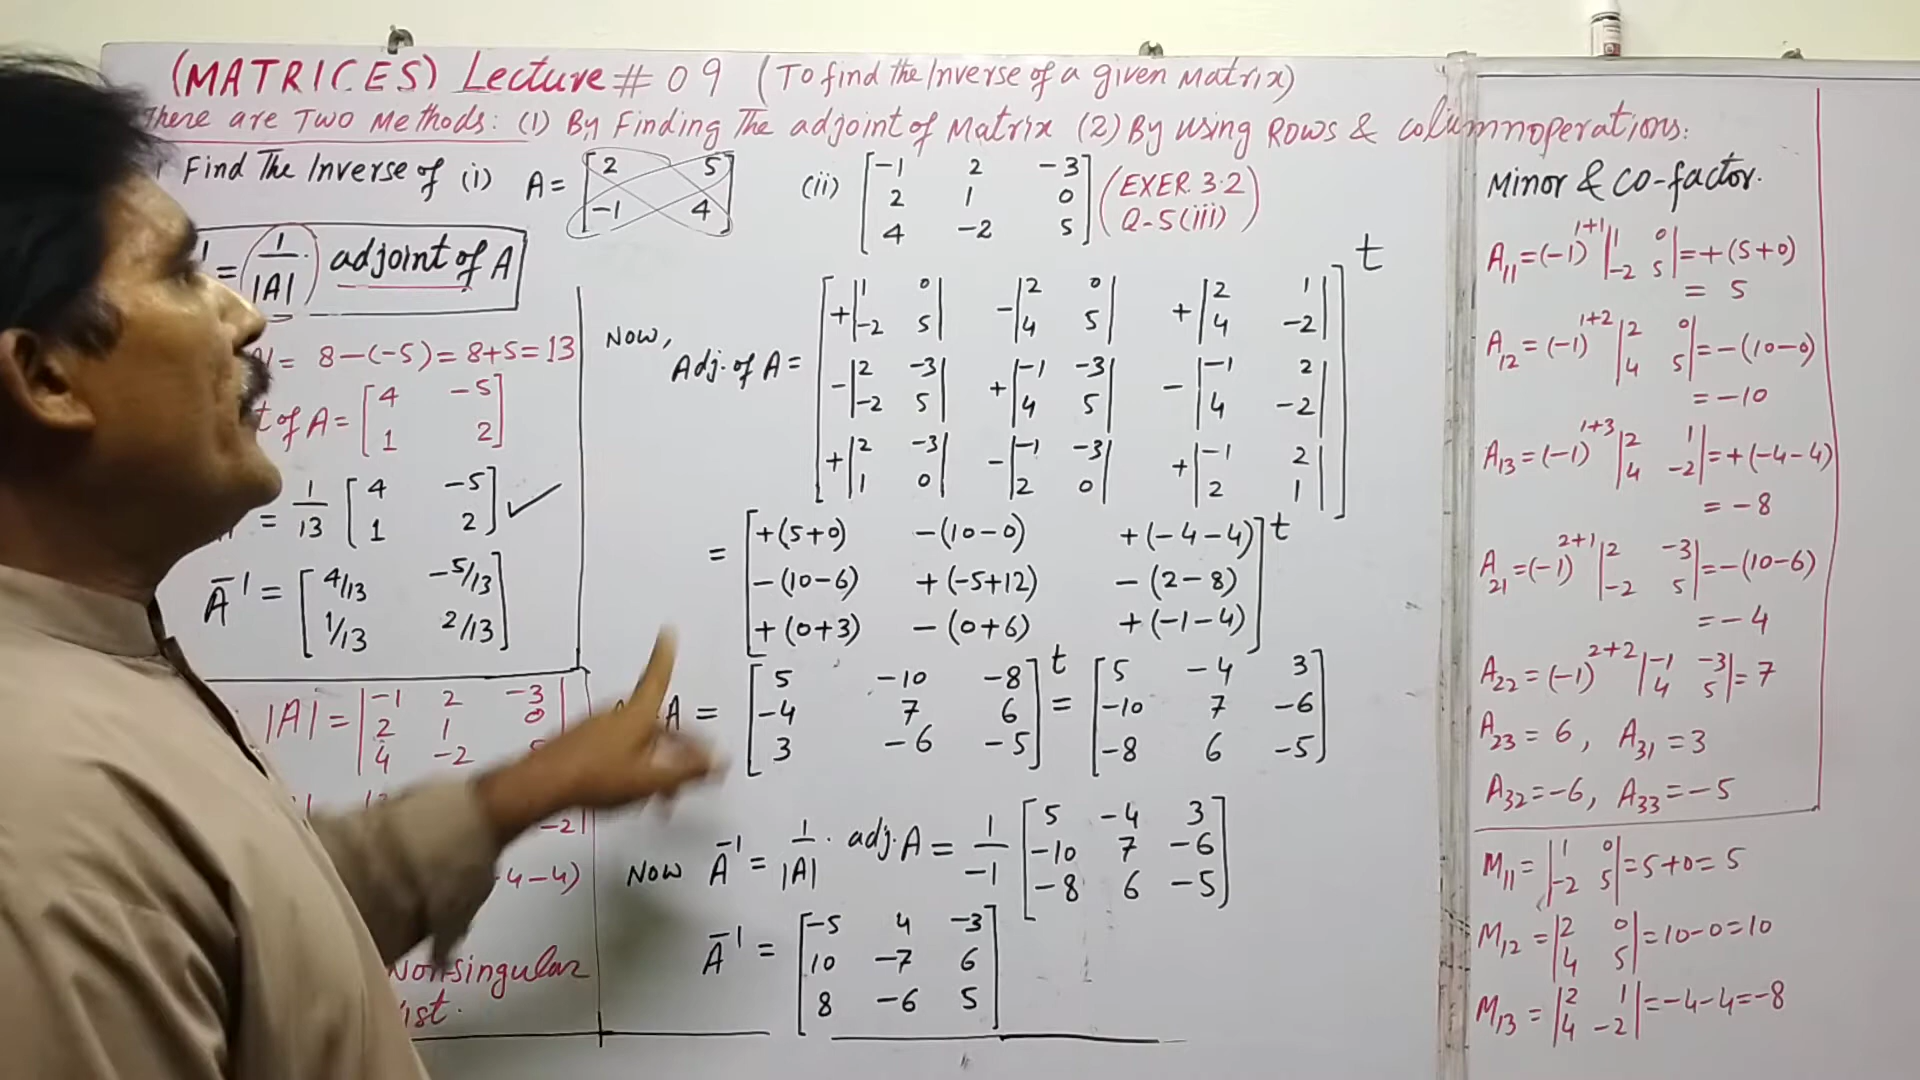 (MATRICES) Lecture # 09 (To find the Inverse of a given Matrix)
There are Two Methods: (1) By Finding The adjoint of Matrix (2) By using Rows & Column operations:
Find The Inverse of (i) A = [2 5
-1 4]
(ii) [-1 2 -3
2 1 0
4 -2 5]
(EXER. 3.2
Q-5(iii))
= 1/|A| . adjoint of A
= 8-(-5) = 8+5 = 13
of A = [4 -5
1 2]
= 1/13 [4 -5
1 2] ✓
A⁻¹ = [4/13 -5/13
1/13 2/13]
|A| = |-1 2 -3
2 1 0
4 -2
-2|
-4-4)
Non-singular
Now,
Adj. of A = [+|1 0; -2 5| -|2 0; 4 5| +|2 1; 4 -2|
-|2 -3; -2 5| +|-1 -3; 4 5| -|-1 2; 4 -2|
+|2 -3; 1 0| -|-1 -3; 2 0| +|-1 2; 2 1|]ᵗ
= [+(5+0) -(10-0) +(-4-4)
-(10-6) +(-5+12) -(2-8)
+(0+3) -(0+6) +(-1-4)]ᵗ
A = [5 -10 -8
-4 7 6
3 -6 -5]ᵗ = [5 -4 3
-10 7 -6
-8 6 -5]
Now A⁻¹ = 1/|A| . adj. A = 1/-1 [5 -4 3
-10 7 -6
-8 6 -5]
A⁻¹ = [-5 4 -3
10 -7 6
8 -6 5]
Minor & Co-factor.
A₁₁ = (-1)¹⁺¹ |1 0; -2 5| = +(5+0)
= 5
A₁₂ = (-1)¹⁺² |2 0; 4 5| = -(10-0)
= -10
A₁₃ = (-1)¹⁺³ |2 1; 4 -2| = +(-4-4)
= -8
A₂₁ = (-1)²⁺¹ |2 -3; -2 5| = -(10-6)
= -4
A₂₂ = (-1)²⁺² |-1 -3; 4 5| = 7
A₂₃ = 6, A₃₁ = 3
A₃₂ = -6, A₃₃ = -5
M₁₁ = |1 0; -2 5| = 5+0 = 5
M₁₂ = |2 0; 4 5| = 10-0 = 10
M₁₃ = |2 1; 4 -2| = -4-4 = -8